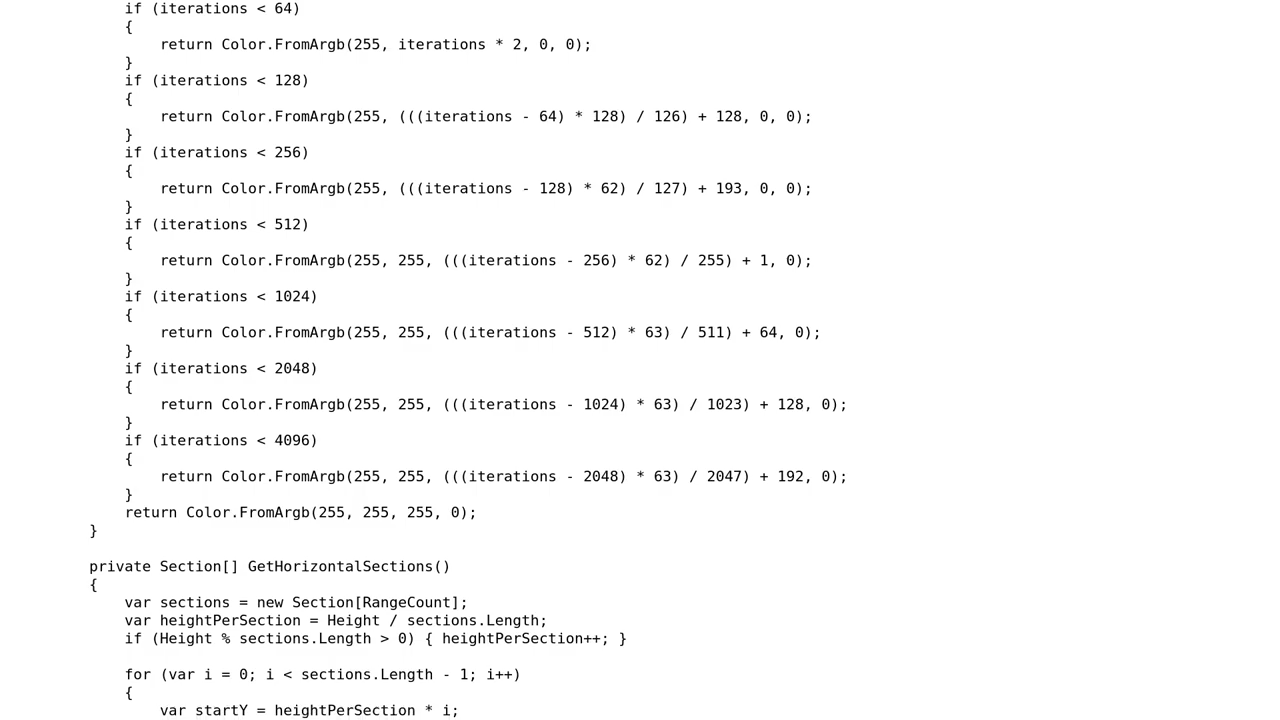 if (iterations < 64)
{
return Color.FromArgb(255, iterations * 2, 0, 0);
}
if (iterations < 128)
{
return Color.FromArgb(255, (((iterations - 64) * 128) / 126) + 128, 0, 0);
}
if (iterations < 256)
{
return Color.FromArgb(255, (((iterations - 128) * 62) / 127) + 193, 0, 0);
}
if (iterations < 512)
{
return Color.FromArgb(255, 255, (((iterations - 256) * 62) / 255) + 1, 0);
}
if (iterations < 1024)
{
return Color.FromArgb(255, 255, (((iterations - 512) * 63) / 511) + 64, 0);
}
if (iterations < 2048)
{
return Color.FromArgb(255, 255, (((iterations - 1024) * 63) / 1023) + 128, 0);
}
if (iterations < 4096)
{
return Color.FromArgb(255, 255, (((iterations - 2048) * 63) / 2047) + 192, 0);
}
return Color.FromArgb(255, 255, 255, 0);
}
private Section[] GetHorizontalSections()
{
var sections = new Section[RangeCount];
var heightPerSection = Height / sections.Length;
if (Height % sections.Length > 0) { heightPerSection++; }
for (var i = 0; i < sections.Length - 1; i++)
{
var startY = heightPerSection * i;